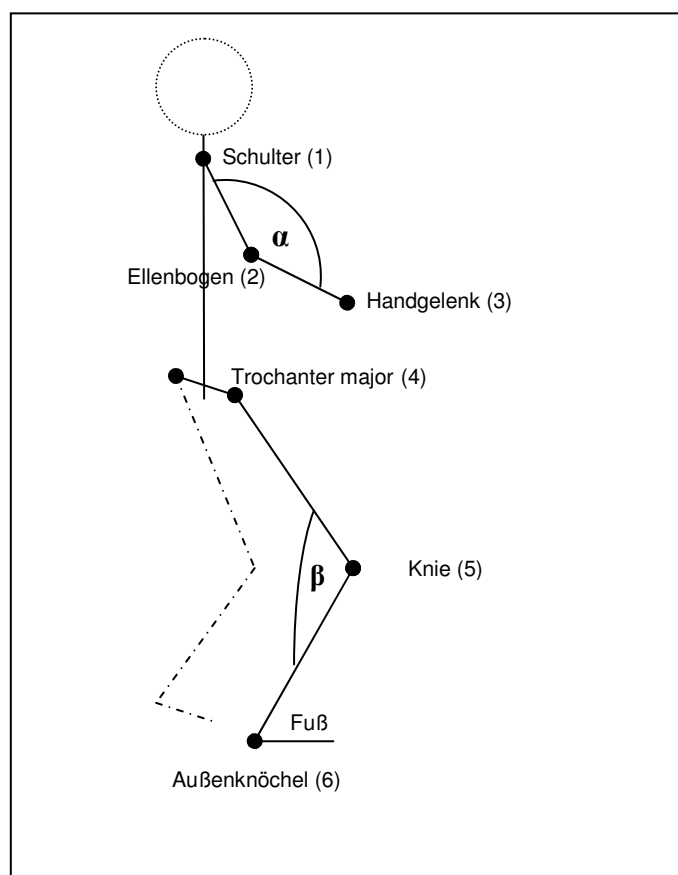 Schulter (1)
α
Ellenbogen (2)
Handgelenk (3)
Trochanter major (4)
β
Knie (5)
Fuß
Außenknöchel (6)